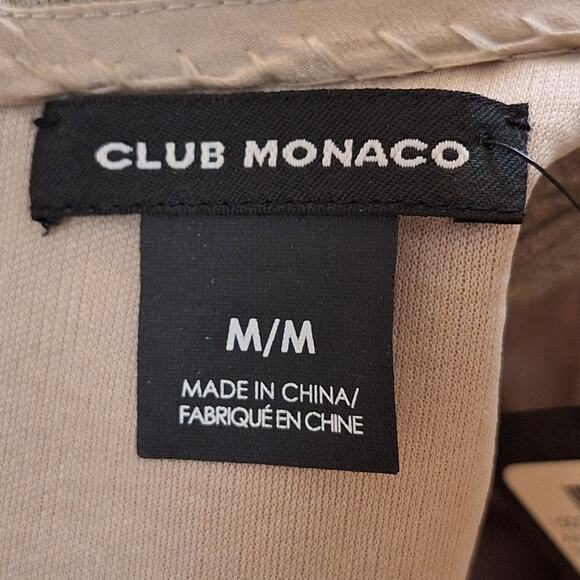 CLUB MONACO
M/M
MADE IN CHINA/
FABRIQUÉ EN CHINE